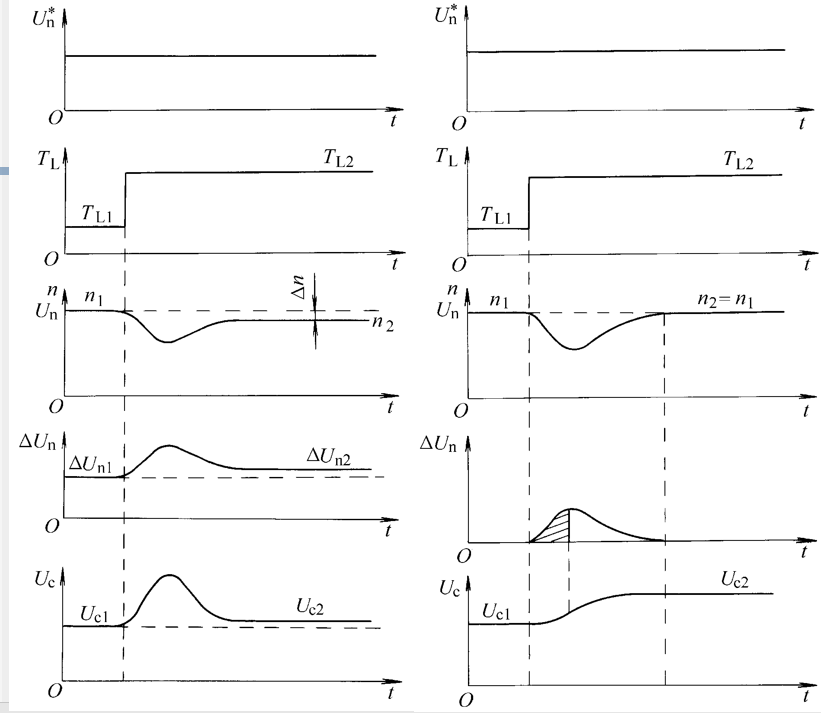 U*n
O t
TL
TL1 TL2
O t
n
Un
n1 Δn n2
O t
ΔUn
ΔUn1 ΔUn2
O t
Uc
Uc1 Uc2
O t
U*n
O t
TL
TL1 TL2
O t
n
Un
n1 n2 = n1
O t
ΔUn
O t
Uc
Uc1 Uc2
O t